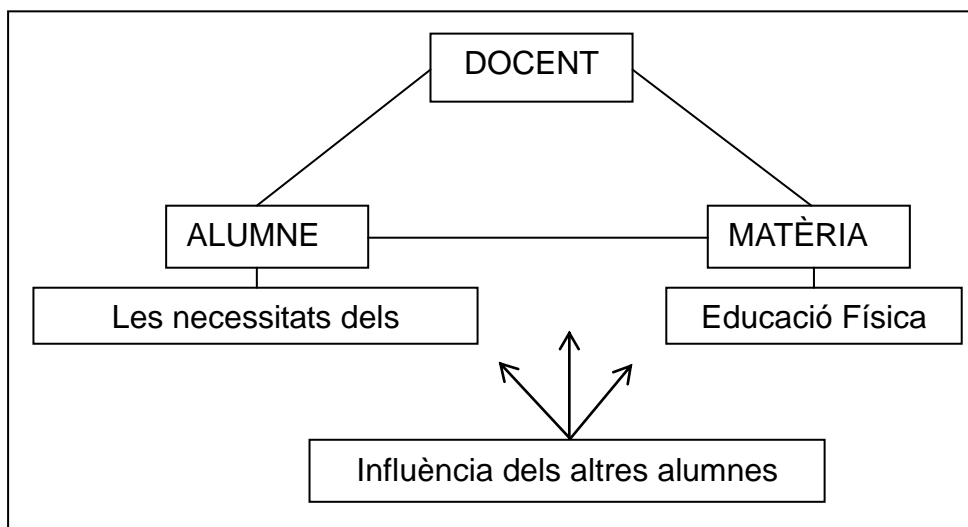 DOCENT
ALUMNE
MATÈRIA
Les necessitats dels
Educació Física
Influència dels altres alumnes